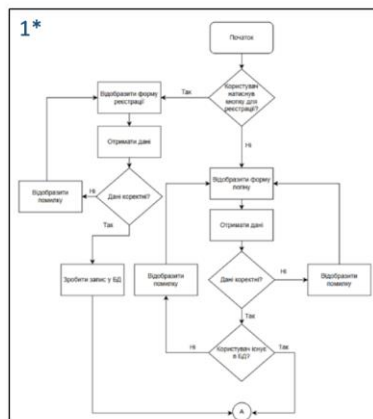 1*
Початок
Користувач
натиснув
кнопку для
реєстрації?
Так
Ні
Відобразити форму
реєстрації
Отримати дані
Дані коректні?
Ні
Відобразити
помилку
Так
Зробити запис у БД
Відобразити форму
логіну
Отримати дані
Дані коректні?
Ні
Відобразити
помилку
Так
Користувач існує
в БД?
Ні
Відобразити
помилку
Так
A